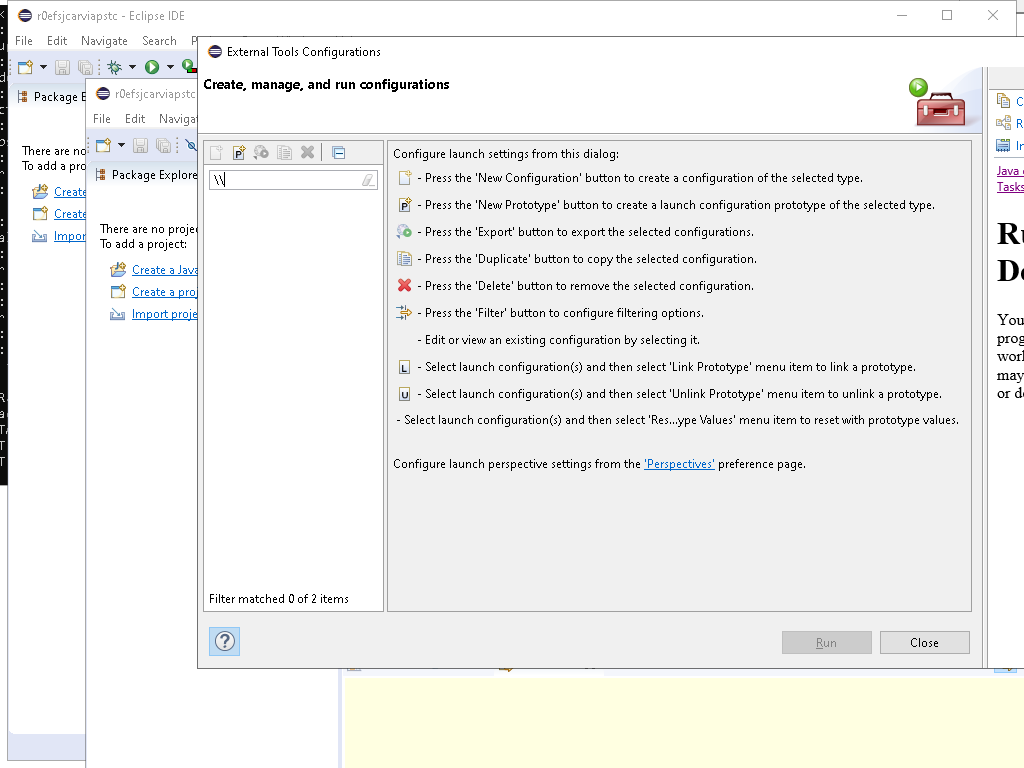 r0efsjcarviapstc - Eclipse IDE
File Edit Navigate Search
External Tools Configurations
Create, manage, and run configurations
Package E
r0efsjcarviapstc
File Edit Navigat
Package Explore
There are no
To add a pro
Create
Create
Impor
There are no proje
To add a project:
Create a Java
Create a proj
Import proje
\\
Filter matched 0 of 2 items
Configure launch settings from this dialog:
- Press the 'New Configuration' button to create a configuration of the selected type.
- Press the 'New Prototype' button to create a launch configuration prototype of the selected type.
- Press the 'Export' button to export the selected configurations.
- Press the 'Duplicate' button to copy the selected configuration.
- Press the 'Delete' button to remove the selected configuration.
- Press the 'Filter' button to configure filtering options.
- Edit or view an existing configuration by selecting it.
- Select launch configuration(s) and then select 'Link Prototype' menu item to link a prototype.
- Select launch configuration(s) and then select 'Unlink Prototype' menu item to unlink a prototype.
- Select launch configuration(s) and then select 'Res...ype Values' menu item to reset with prototype values.
Configure launch perspective settings from the 'Perspectives' preference page.
Run
Close
Java
Tasks
You
prog
work
may
or de